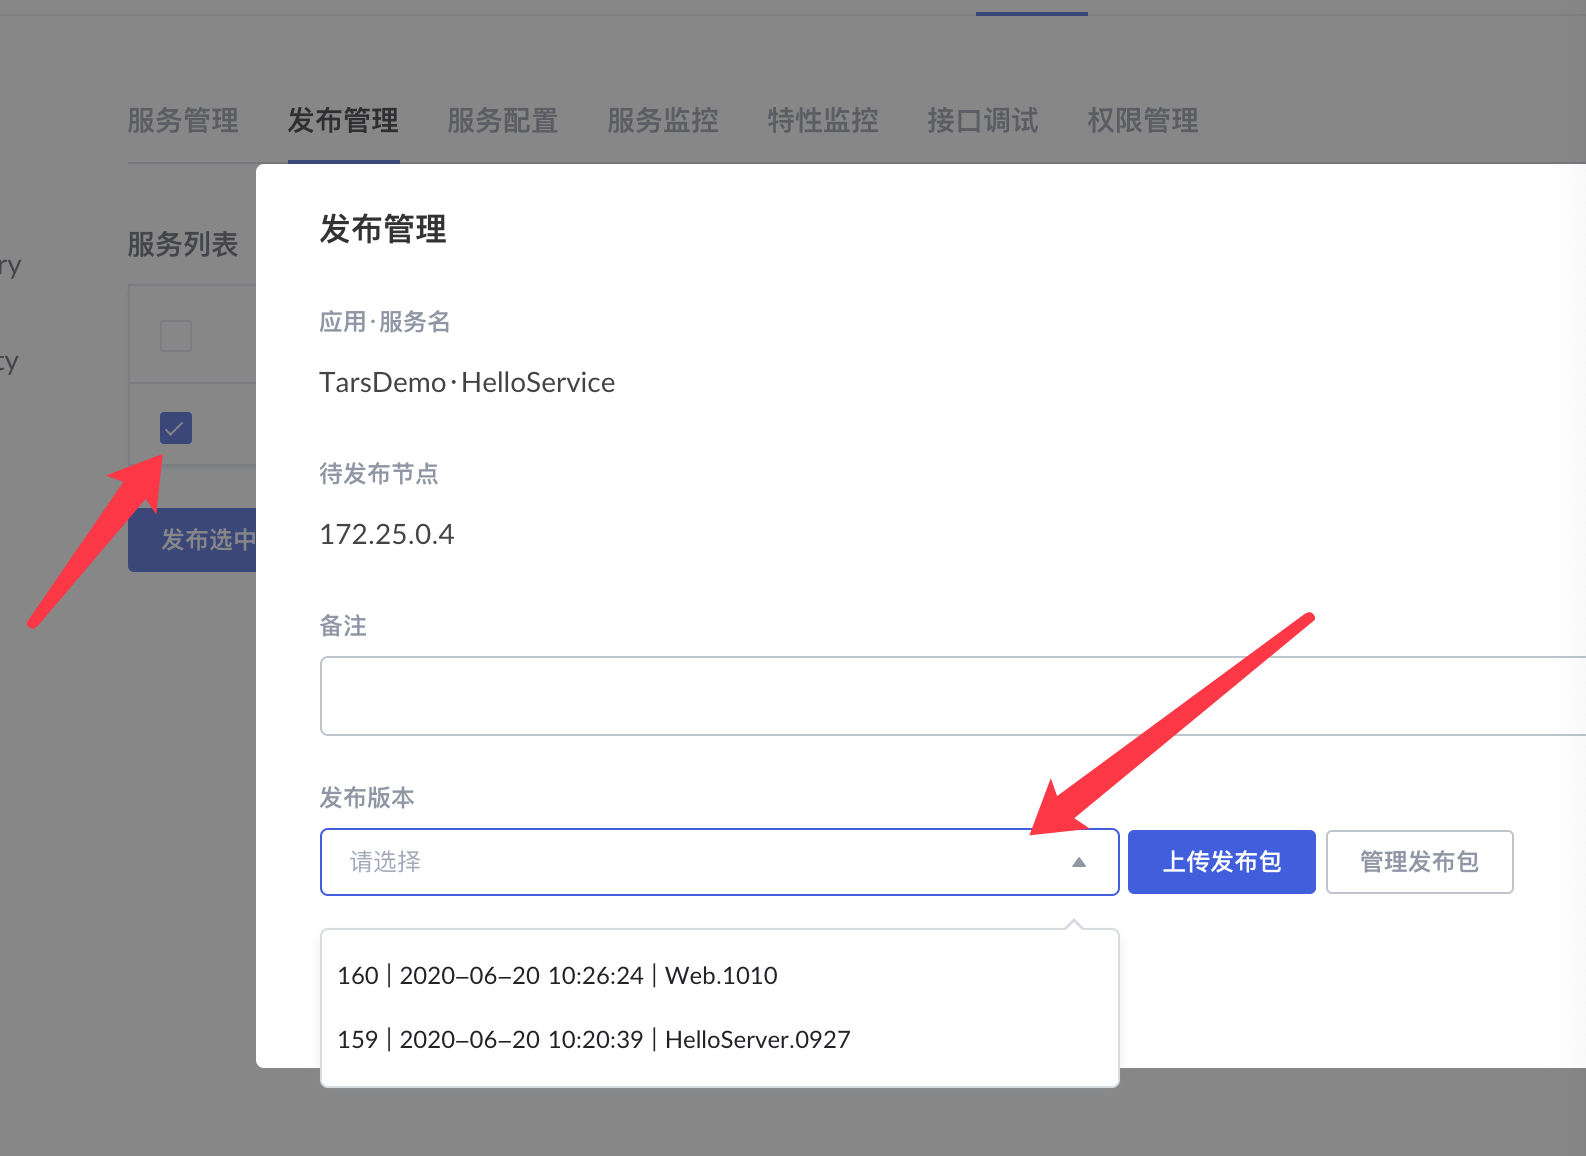 服务管理 发布管理 服务配置 服务监控 特性监控 接口调试 权限管理
发布管理
服务列表
ry
应用·服务名
ty
TarsDemo·HelloService
待发布节点
发布选中
172.25.0.4
备注
发布版本
请选择 上传发布包 管理发布包
160 | 2020-06-20 10:26:24 | Web.1010
159 | 2020-06-20 10:20:39 | HelloServer.0927